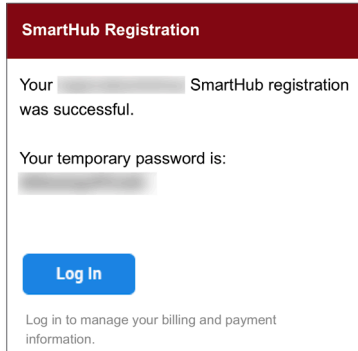 SmartHub Registration
Your SmartHub registration
was successful.
Your temporary password is:
Log In
Log in to manage your billing and payment
information.